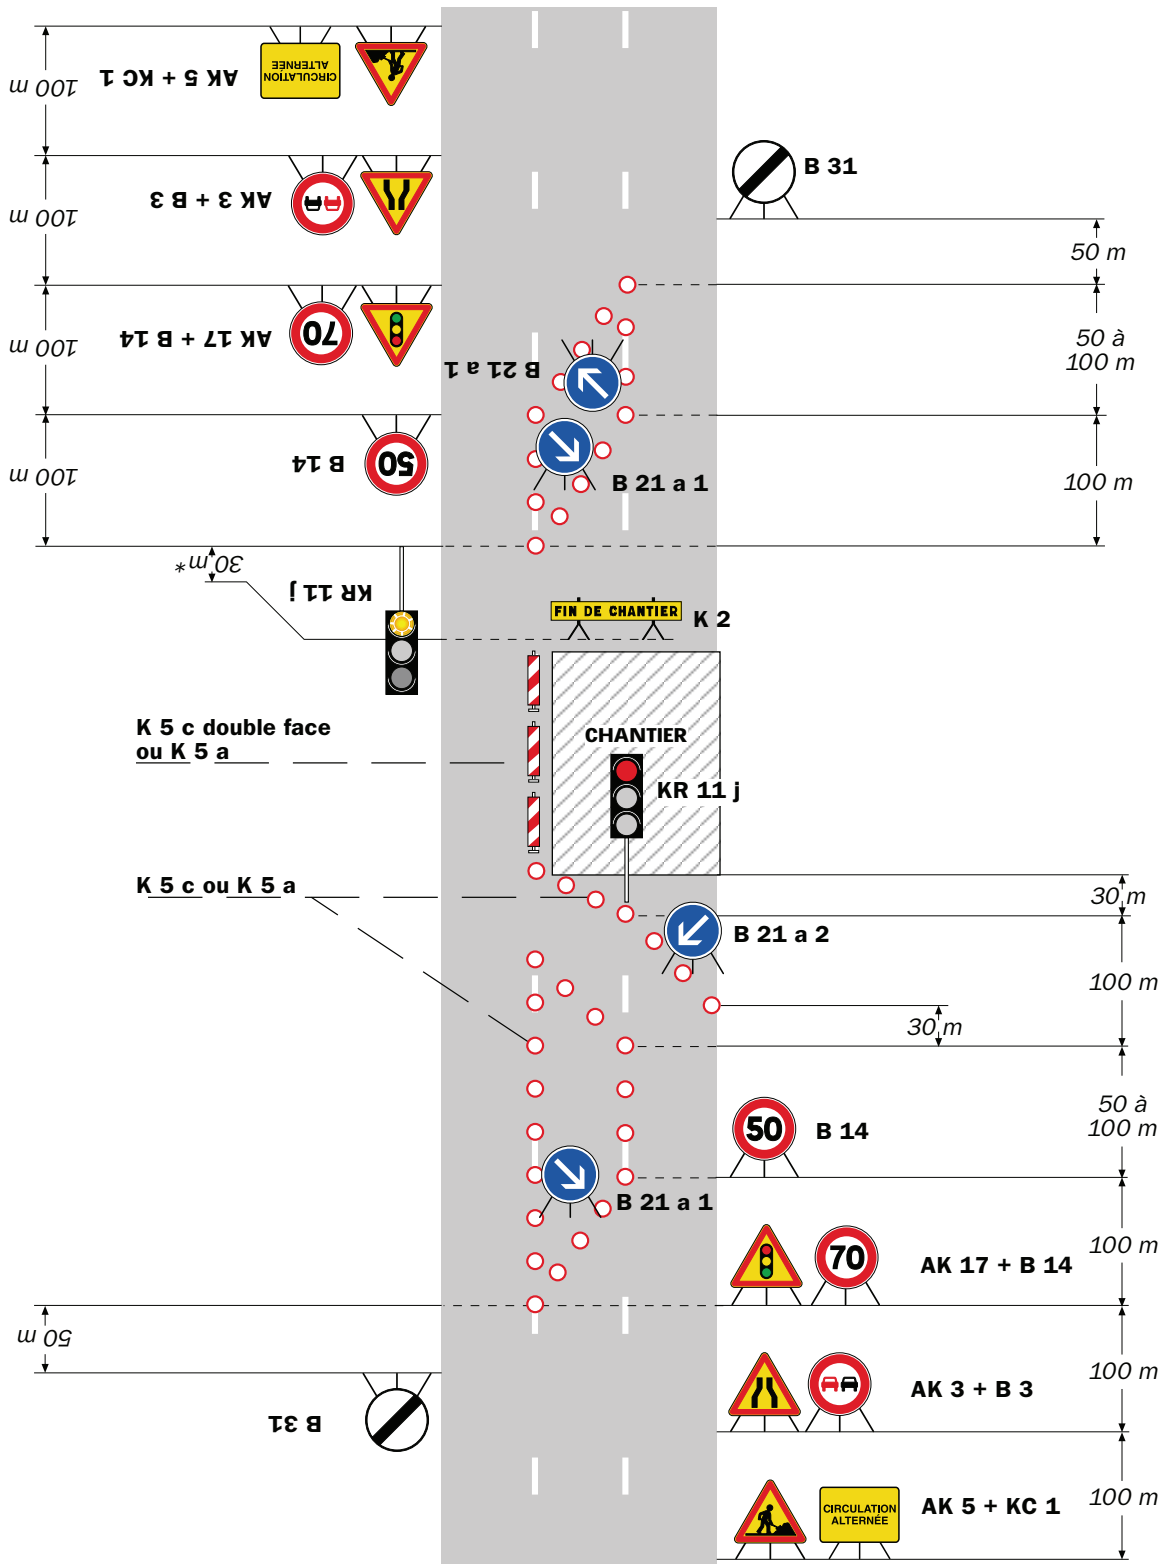 100 m
AK 5 + KC 1
CIRCULATION
ALTERNÉE
100 m
AK 3 + B 3
B 31
50 m
100 m
AK 17 + B 14
70
B 21 a 1
50 à
100 m
100 m
B 14
50
B 21 a 1
100 m
30 m*
KR 11 j
FIN DE CHANTIER
K 2
K 5 c double face
ou K 5 a
CHANTIER
KR 11 j
K 5 c ou K 5 a
30 m
B 21 a 2
100 m
30 m
50 à
100 m
50
B 14
B 21 a 1
70
AK 17 + B 14
100 m
50 m
AK 3 + B 3
100 m
B 31
CIRCULATION
ALTERNÉE
AK 5 + KC 1
100 m